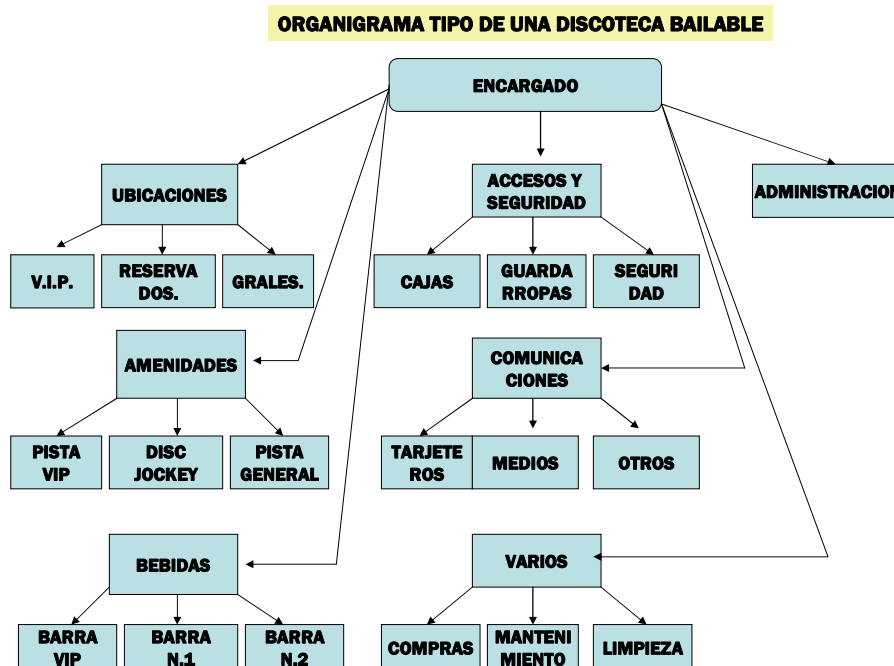 ORGANIGRAMA TIPO DE UNA DISCOTECA BAILABLE
ENCARGADO
UBICACIONES
ACCESOS Y
SEGURIDAD
ADMINISTRACION
V.I.P.
RESERVA
DOS.
GRALES.
CAJAS
GUARDA
RROPAS
SEGURI
DAD
AMENIDADES
COMUNICA
CIONES
PISTA
VIP
DISC
JOCKEY
PISTA
GENERAL
TARJETE
ROS
MEDIOS
OTROS
BEBIDAS
VARIOS
BARRA
VIP
BARRA
N.1
BARRA
N.2
COMPRAS
MANTENI
MIENTO
LIMPIEZA